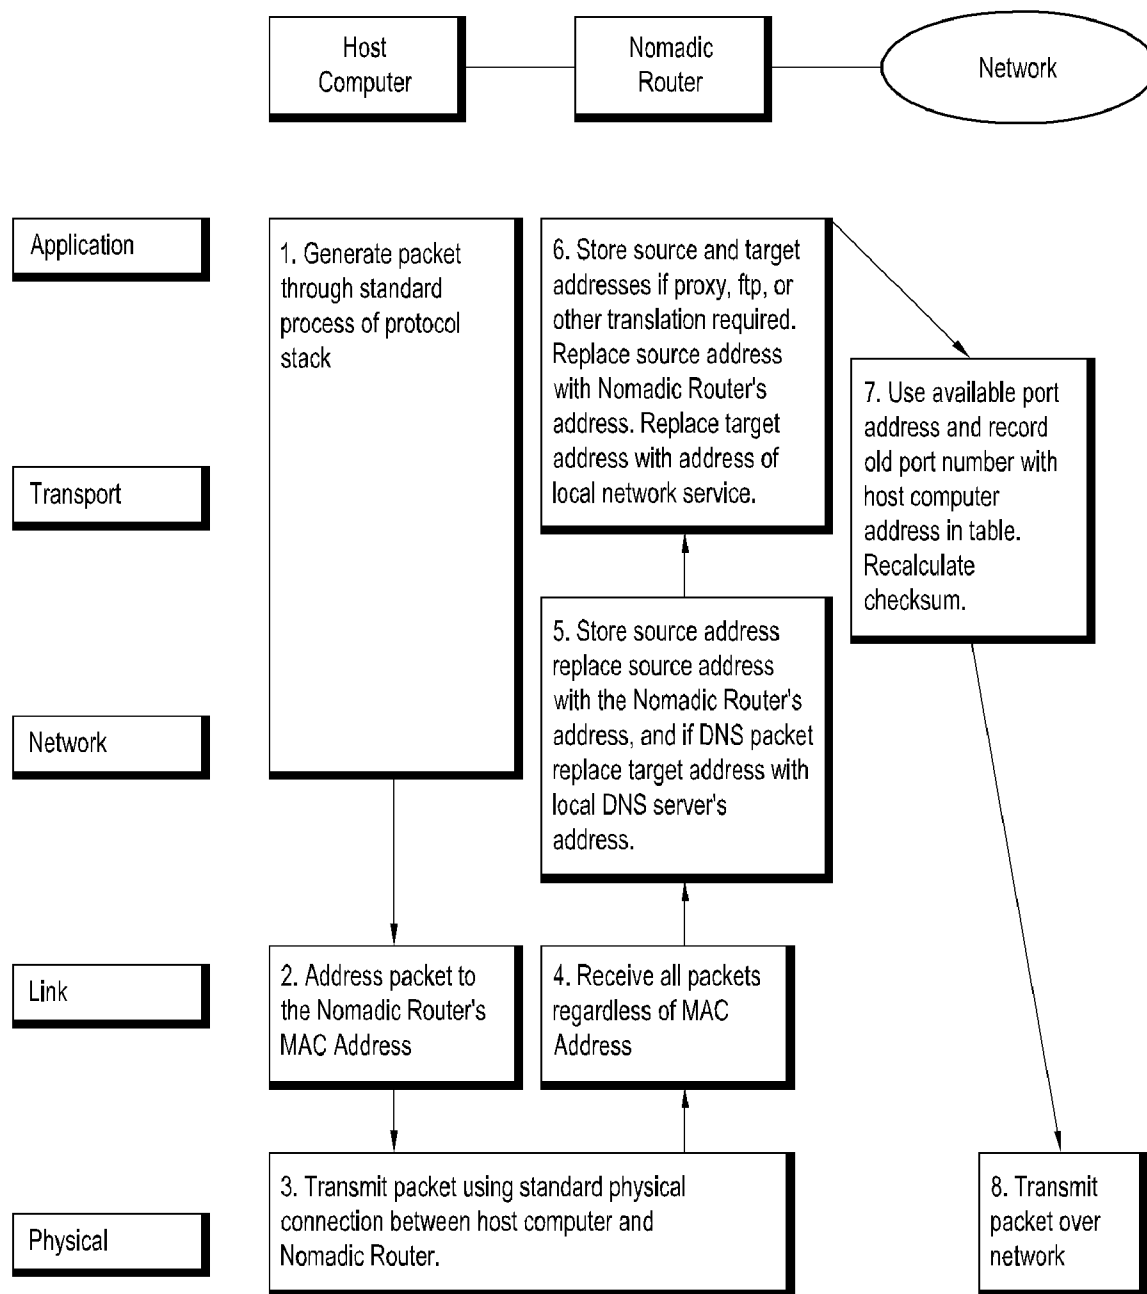 Host
Computer
Nomadic
Router
Network
Application
Transport
Network
Link
Physical
1. Generate packet
through standard
process of protocol
stack
2. Address packet to
the Nomadic Router's
MAC Address
3. Transmit packet using standard physical
connection between host computer and
Nomadic Router.
4. Receive all packets
regardless of MAC
Address
5. Store source address
replace source address
with the Nomadic Router's
address, and if DNS packet
replace target address with
local DNS server's
address.
6. Store source and target
addresses if proxy, ftp, or
other translation required.
Replace source address
with Nomadic Router's
address. Replace target
address with address of
local network service.
7. Use available port
address and record
old port number with
host computer
address in table.
Recalculate
checksum.
8. Transmit
packet over
network